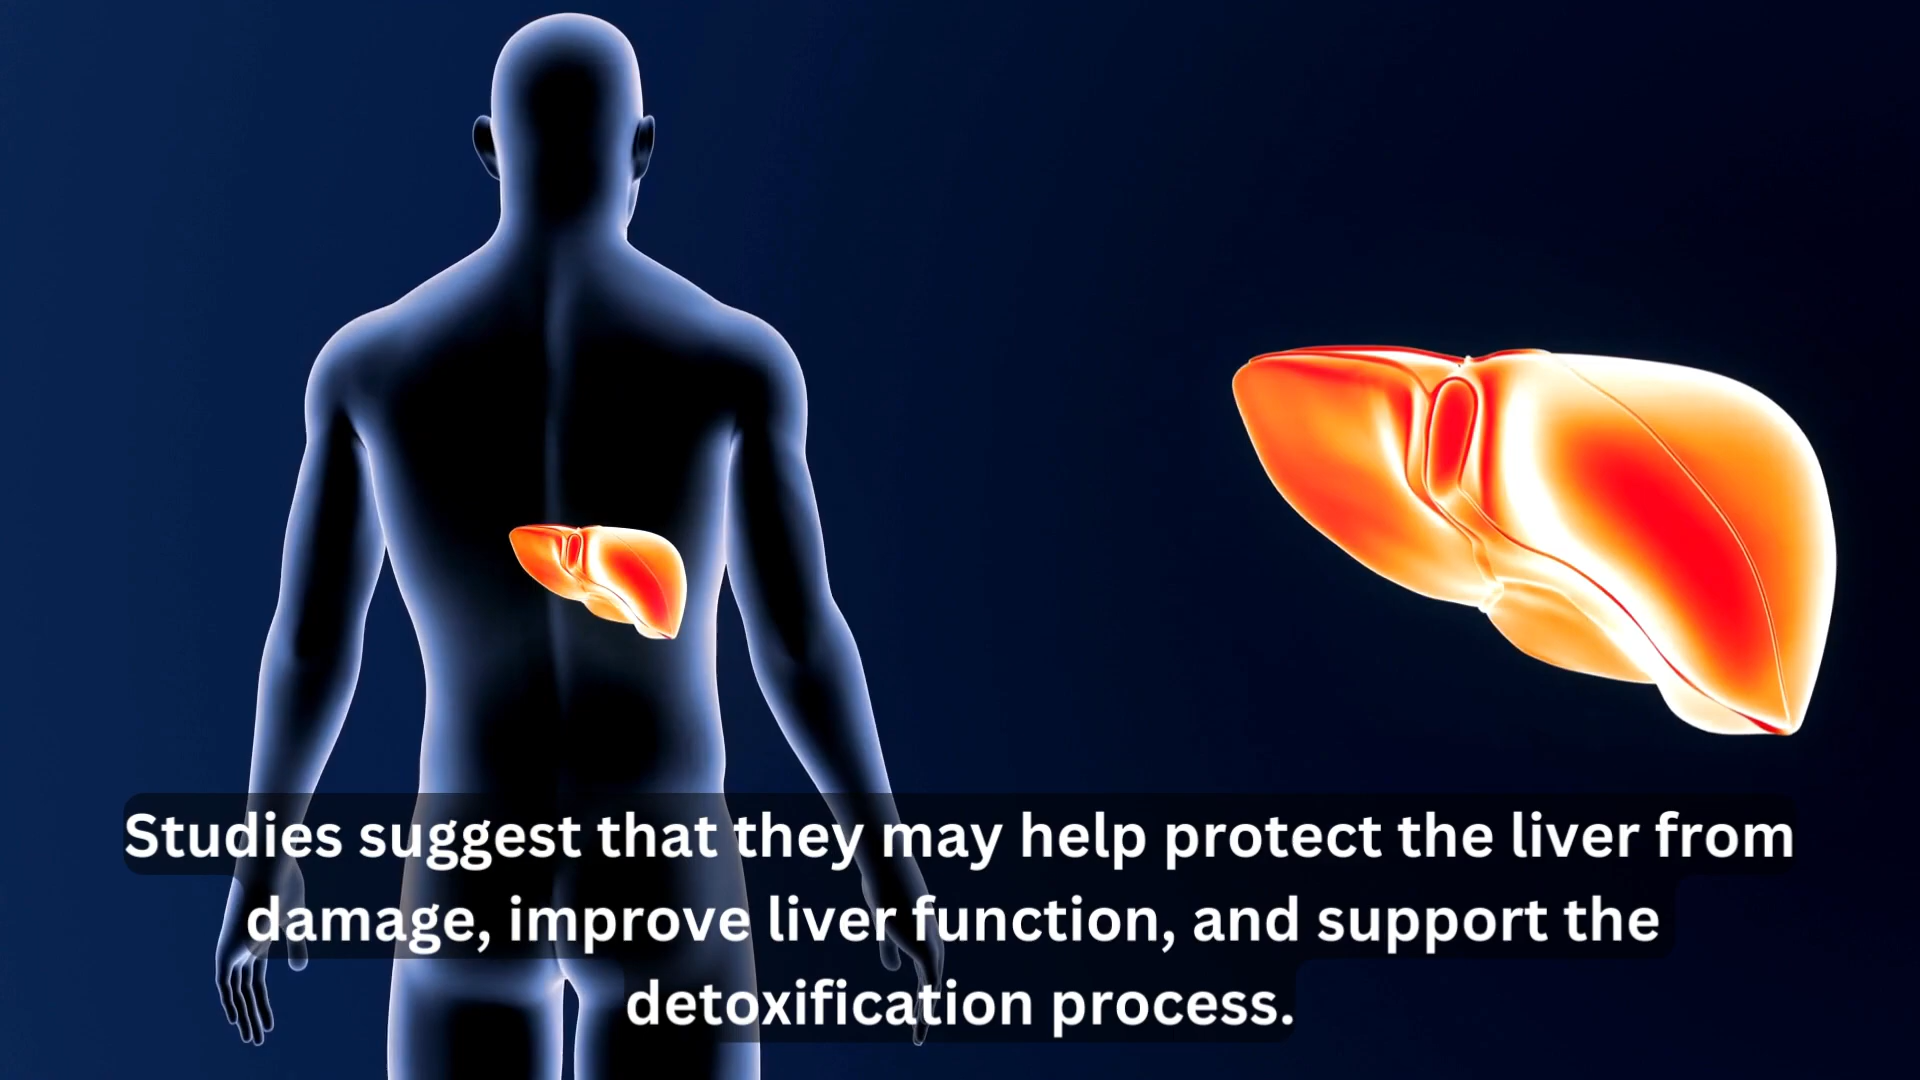 Studies suggest that they may help protect the liver from
damage, improve liver function, and support the
detoxification process.